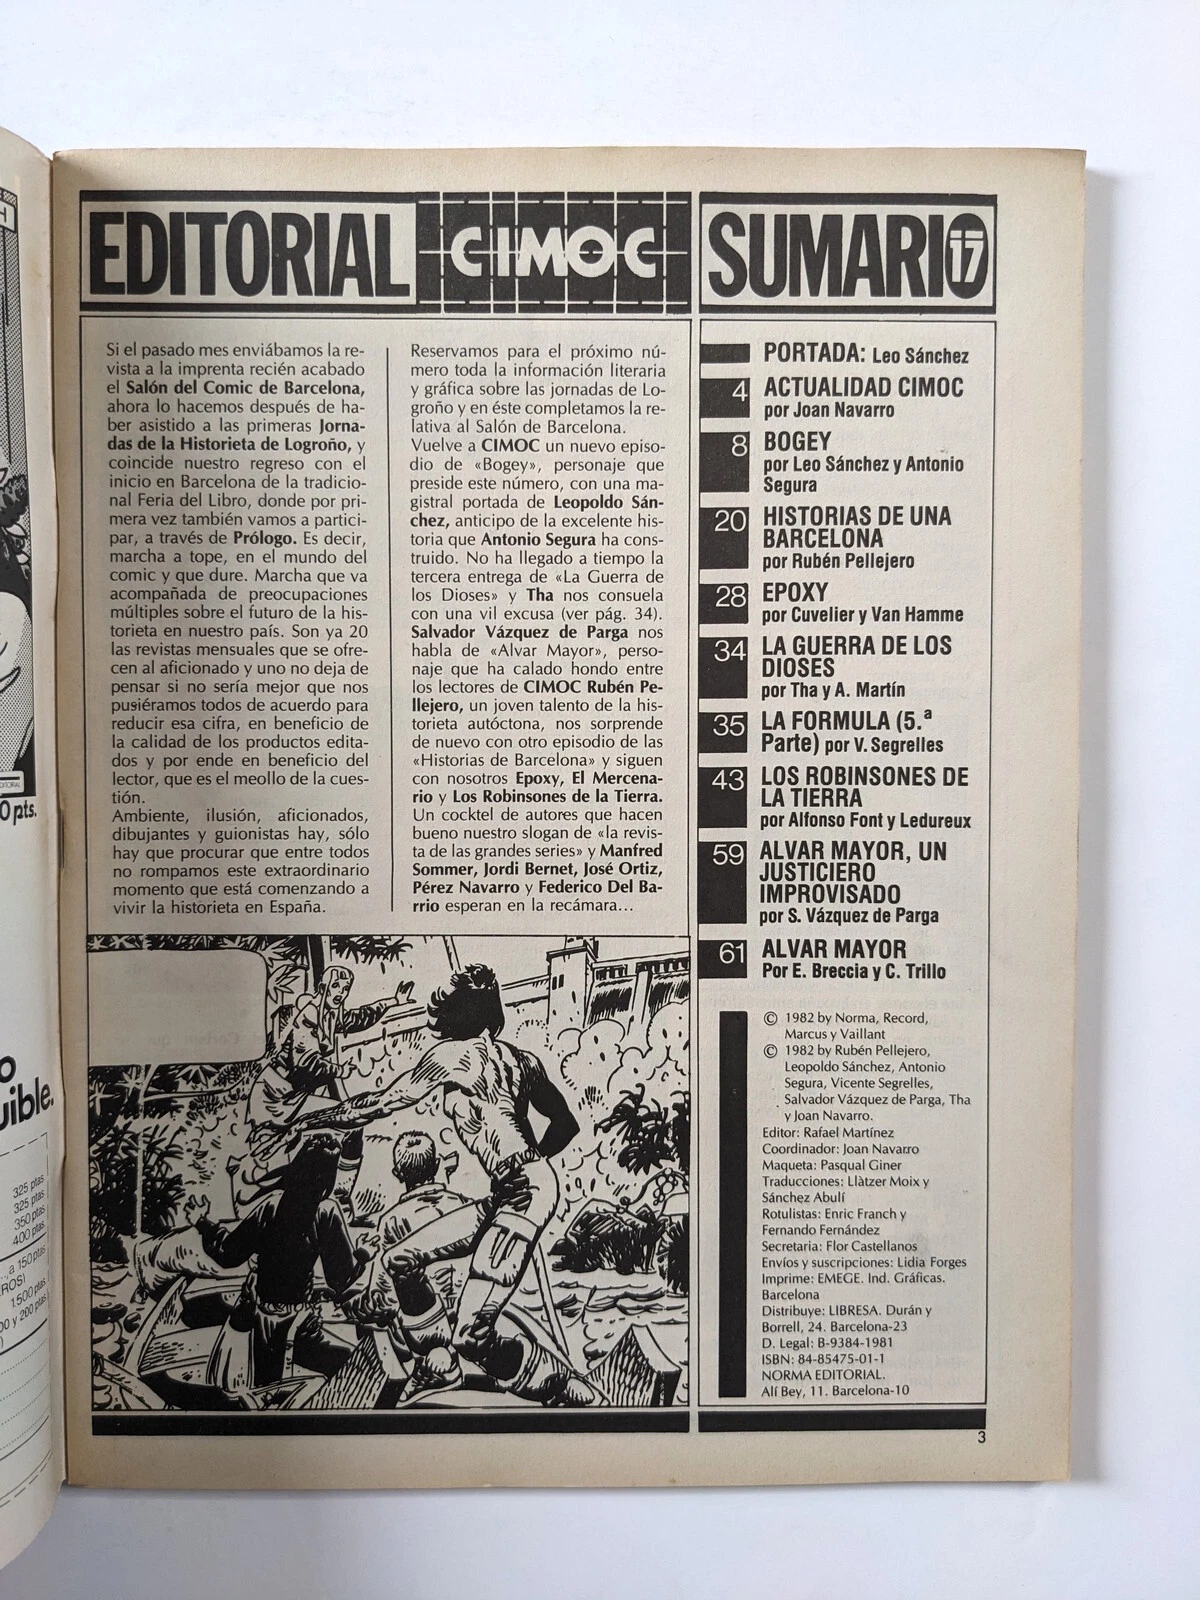 EDITORIAL
CIMOC
Si el pasado mes enviábamos la re-
vista a la imprenta recién acabado
el Salón del Comic de Barcelona,
ahora lo hacemos después de ha-
ber asistido a las primeras Jorna-
das de la Historieta de Logroño, y
coincide nuestro regreso con el
inicio en Barcelona de la tradicio-
nal Feria del Libro, donde por pri-
mera vez también vamos a partici-
par, a través de Prólogo. Es decir,
marcha a tope, en el mundo del
comic y que dure. Marcha que va
acompañada de preocupaciones
múltiples sobre el futuro de la his-
torieta en nuestro país. Son ya 20
las revistas mensuales que se ofre-
cen al aficionado y uno no deja de
pensar si no sería mejor que nos
pusiéramos todos de acuerdo para
reducir esa cifra, en beneficio de
la calidad de los productos edita-
dos y por ende en beneficio del
lector, que es el meollo de la cues-
tión.
Ambiente, ilusión, aficionados,
dibujantes y guionistas hay, sólo
hay que procurar que entre todos
no rompamos este extraordinario
momento que está comenzando a
vivir la historieta en España.
Reservamos para el próximo nú-
mero toda la información literaria
y gráfica sobre las jornadas de Lo-
groño y en éste completamos la re-
lativa al Salón de Barcelona.
Vuelve a CIMOC un nuevo episo-
dio de «Bogey», personaje que
preside este número, con una ma-
gistral portada de Leopoldo Sán-
chez, anticipo de la excelente his-
toria que Antonio Segura ha cons-
truido. No ha llegado a tiempo la
tercera entrega de «La Guerra de
los Dioses» y Tha nos consuela
con una vil excusa (ver pág. 34).
Salvador Vázquez de Parga nos
habla de «Alvar Mayor», perso-
naje que ha calado hondo entre
los lectores de CIMOC Rubén Pe-
llejero, un joven talento de la his-
torieta autóctona, nos sorprende
de nuevo con otro episodio de las
«Historias de Barcelona» y siguen
con nosotros Epoxy, El Mercena-
rio y Los Robinsones de la Tierra.
Un cocktel de autores que hacen
bueno nuestro slogan de «la revis-
ta de las grandes series» y Manfred
Sommer, Jordi Bernet, José Ortiz,
Pérez Navarro y Federico Del Ba-
rrio esperan en la recámara...
SUMARIO 17
PORTADA: Leo Sánchez
4 ACTUALIDAD CIMOC
por Joan Navarro
8 BOGEY
por Leo Sánchez y Antonio
Segura
20 HISTORIAS DE UNA
BARCELONA
por Rubén Pellejero
28 EPOXY
por Cuvelier y Van Hamme
34 LA GUERRA DE LOS
DIOSES
por Tha y A. Martín
35 LA FORMULA (5.ª
Parte) por V. Segrelles
43 LOS ROBINSONES DE
LA TIERRA
por Alfonso Font y Ledureux
59 ALVAR MAYOR, UN
JUSTICIERO
IMPROVISADO
por S. Vázquez de Parga
61 ALVAR MAYOR
Por E. Breccia y C. Trillo
© 1982 by Norma, Record,
Marcus y Vaillant
© 1982 by Rubén Pellejero,
Leopoldo Sánchez, Antonio
Segura, Vicente Segrelles,
Salvador Vázquez de Parga, Tha
y Joan Navarro.
Editor: Rafael Martínez
Coordinador: Joan Navarro
Maqueta: Pasqual Giner
Traducciones: Llàtzer Moix y
Sánchez Abulí
Rotulistas: Enric Franch y
Fernando Fernández
Secretaria: Flor Castellanos
Envíos y suscripciones: Lidia Forges
Imprime: EMEGE. Ind. Gráficas.
Barcelona
Distribuye: LIBRESA. Durán y
Borrell, 24. Barcelona-23
D. Legal: B-9384-1981
ISBN: 84-85475-01-1
NORMA EDITORIAL.
Alí Bey, 11. Barcelona-10
3
0 pts.
o
uible.
325 ptas
325 ptas
350 ptas
400 ptas
... a 150 ptas
EROS)
1.500 ptas
00 y 200 ptas